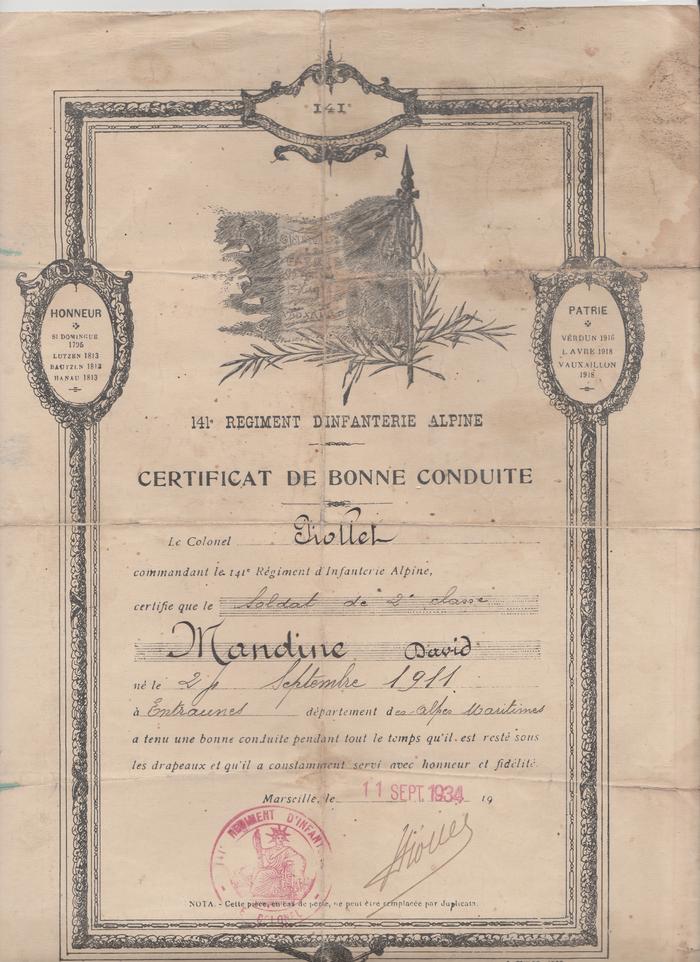 141e
HONNEUR
St DOMINGUE
1795
LUTZEN 1813
BAUTZEN 1813
HANAU 1813
PATRIE
VERDUN 1916
L'AVRE 1918
VAUXAILLON
1918
141e REGIMENT D'INFANTERIE ALPINE
CERTIFICAT DE BONNE CONDUITE
Le Colonel Piollet
commandant le 141e Régiment d'Infanterie Alpine,
certifie que le Soldat de 2e classe
Mandine David
né le Septembre 1911
à Entraunes département des Alpes Maritimes
a tenu une bonne conduite pendant tout le temps qu'il est resté sous
les drapeaux et qu'il a constamment servi avec honneur et fidélité.
Marseille, le 11 SEPT. 1934 19
REGIMENT D'INFANT
COLONEL
NOTA. - Cette pièce, en cas de perte, ne peut être remplacée par duplicata.